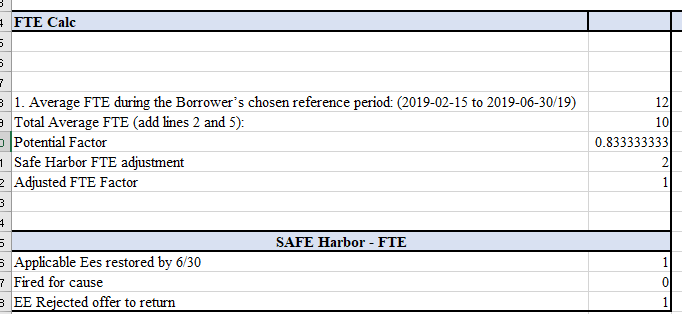 FTE Calc
1. Average FTE during the Borrower's chosen reference period: (2019-02-15 to 2019-06-30/19) 12
Total Average FTE (add lines 2 and 5): 10
Potential Factor 0.833333333
Safe Harbor FTE adjustment 2
Adjusted FTE Factor 1
SAFE Harbor - FTE
Applicable Ees restored by 6/30 1
Fired for cause 0
EE Rejected offer to return 1